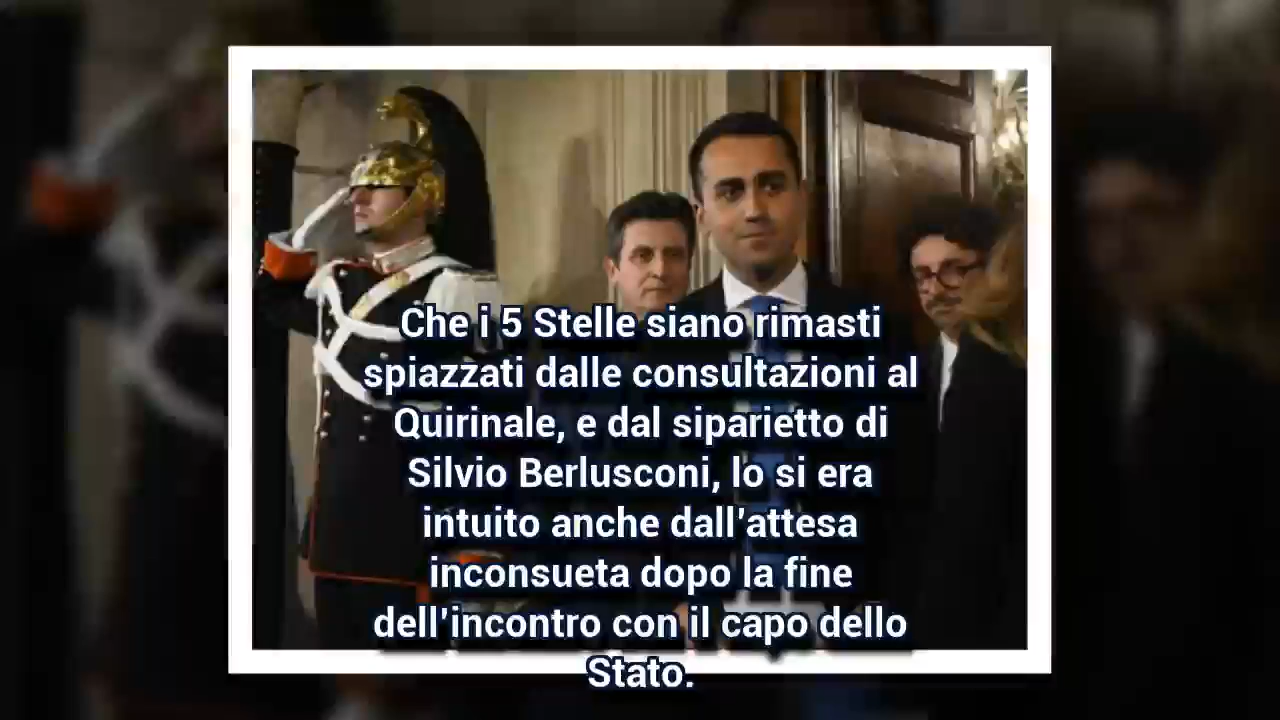 Che i 5 Stelle siano rimasti
spiazzati dalle consultazioni al
Quirinale, e dal siparietto di
Silvio Berlusconi, lo si era
intuito anche dall'attesa
inconsueta dopo la fine
dell'incontro con il capo dello
Stato.